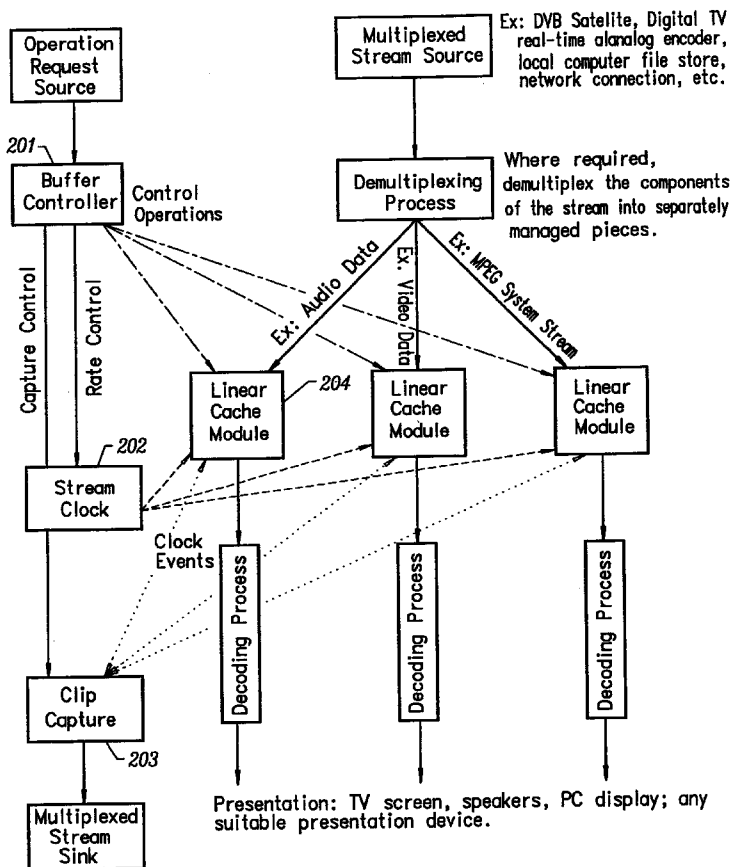 Operation
Request
Source
Multiplexed
Stream Source
Ex: DVB Satelite, Digital TV
real-time alanalog encoder,
local computer file store,
network connection, etc.
201
Buffer
Controller
Control
Operations
Demultiplexing
Process
Where required,
demultiplex the components
of the stream into separately
managed pieces.
Capture Control
Rate Control
Ex: Audio Data
Ex. Video Data
Ex: MPEG System Stream
Linear
Cache
Module
204
Linear
Cache
Module
Linear
Cache
Module
202
Stream
Clock
Clock
Events
Decoding Process
Decoding Process
Decoding Process
Clip
Capture
203
Presentation: TV screen, speakers, PC display; any
suitable presentation device.
Multiplexed
Stream
Sink